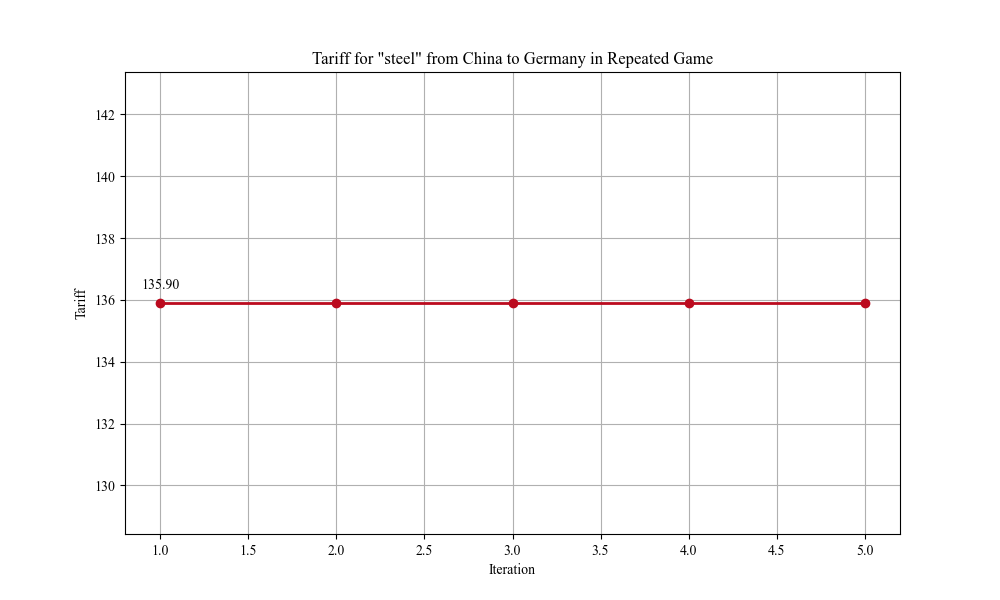 Tariff for "steel" from China to Germany in Repeated Game
142
140
138
136
134
132
130
Tariff
135.90
1.0 1.5 2.0 2.5 3.0 3.5 4.0 4.5 5.0
Iteration